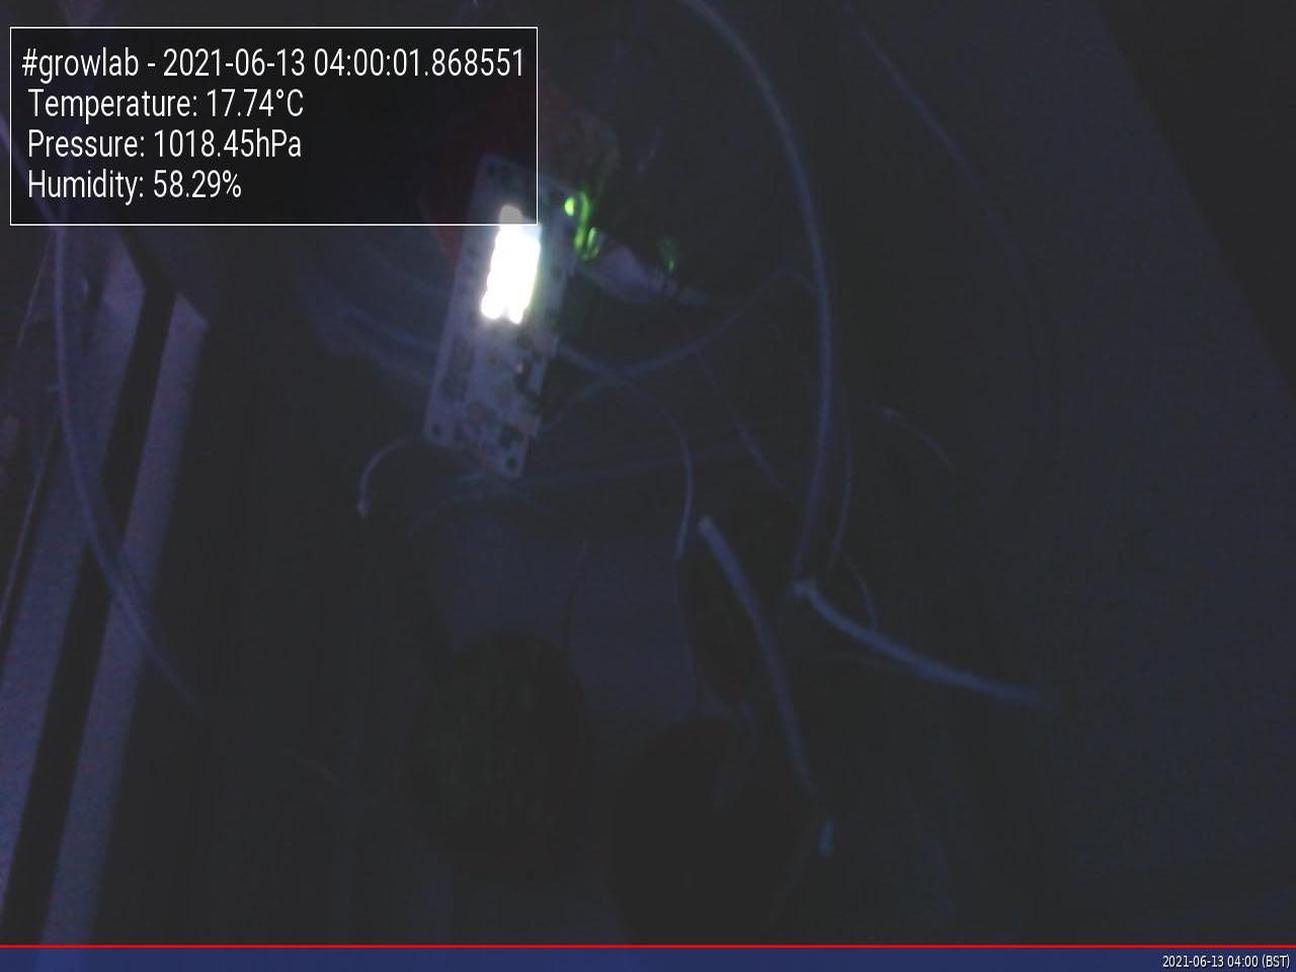 #growlab - 2021-06-13 04:00:01.868551
Temperature: 17.74°C
Pressure: 1018.45hPa
Humidity: 58.29%
2021-06-13 04:00 (BST)